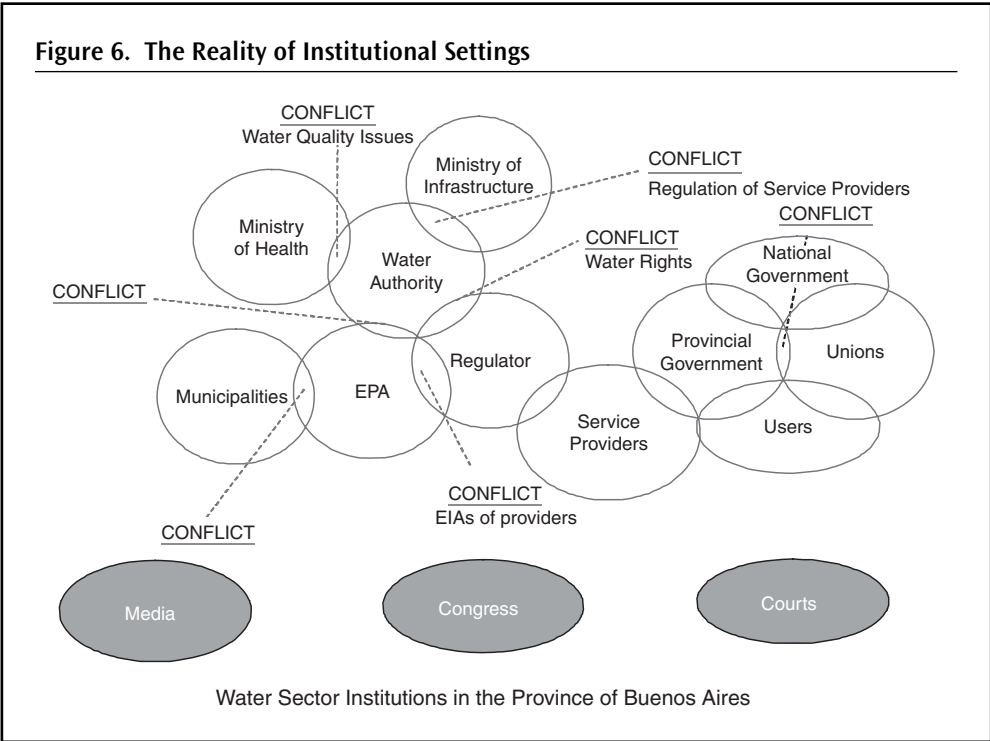 Figure 6. The Reality of Institutional Settings
CONFLICT
Water Quality Issues
Ministry of
Infrastructure
CONFLICT
Regulation of Service Providers
Ministry
of Health
CONFLICT
National
Government
Water
Authority
CONFLICT
Water Rights
CONFLICT
Municipalities
EPA
Regulator
Provincial
Government
Unions
Service
Providers
Users
CONFLICT
EIAs of providers
CONFLICT
Media
Congress
Courts
Water Sector Institutions in the Province of Buenos Aires